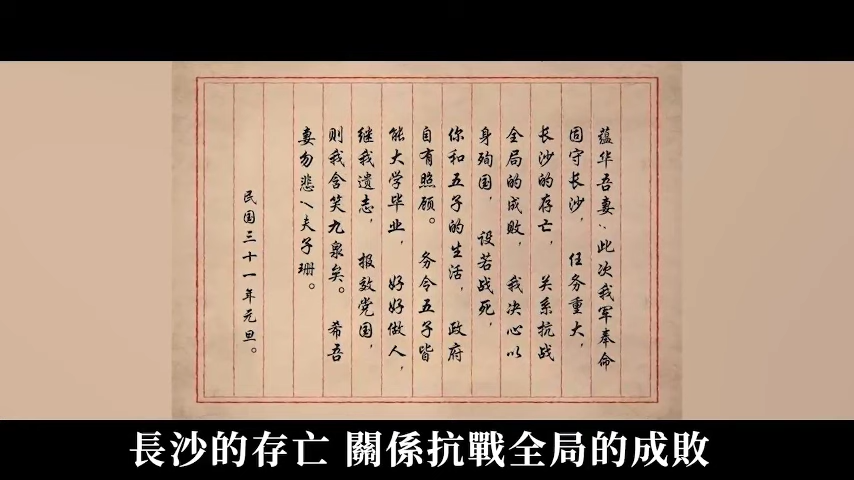 蕴华吾妻：此次我军奉命
固守长沙，任务重大，
长沙的存亡，关系抗战
全局的成败，我决心以
身殉国，设若战死，
你和五子的生活，政府
自有照顾。务令五子皆
能大学毕业，好好做人，
继我遗志，报效党国，
则我含笑九泉矣。希吾
妻勿悲！夫子珊。
民国三十一年元旦。
長沙的存亡 關係抗戰全局的成敗